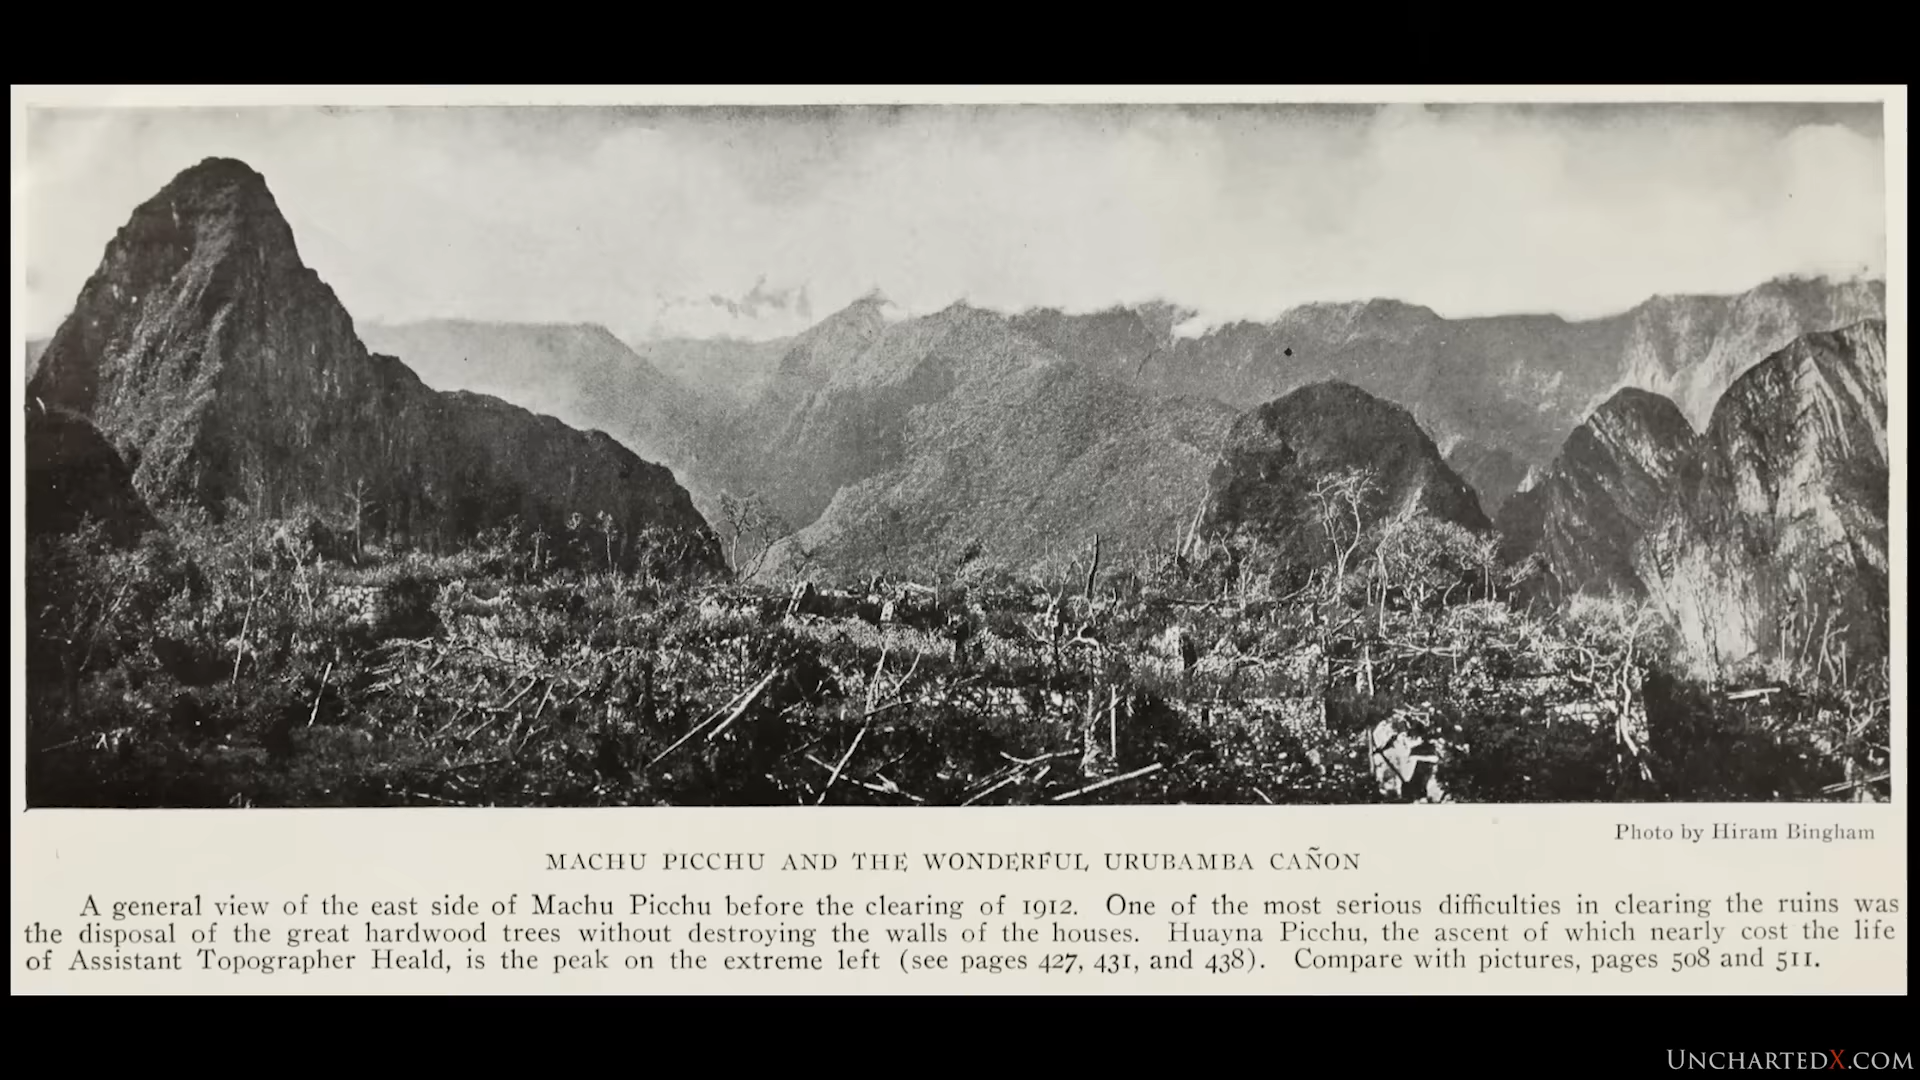 Photo by Hiram Bingham
MACHU PICCHU AND THE WONDERFUL URUBAMBA CAÑON
A general view of the east side of Machu Picchu before the clearing of 1912. One of the most serious difficulties in clearing the ruins was
the disposal of the great hardwood trees without destroying the walls of the houses. Huayna Picchu, the ascent of which nearly cost the life
of Assistant Topographer Heald, is the peak on the extreme left (see pages 427, 431, and 438). Compare with pictures, pages 508 and 511.
UNCHARTEDX.COM